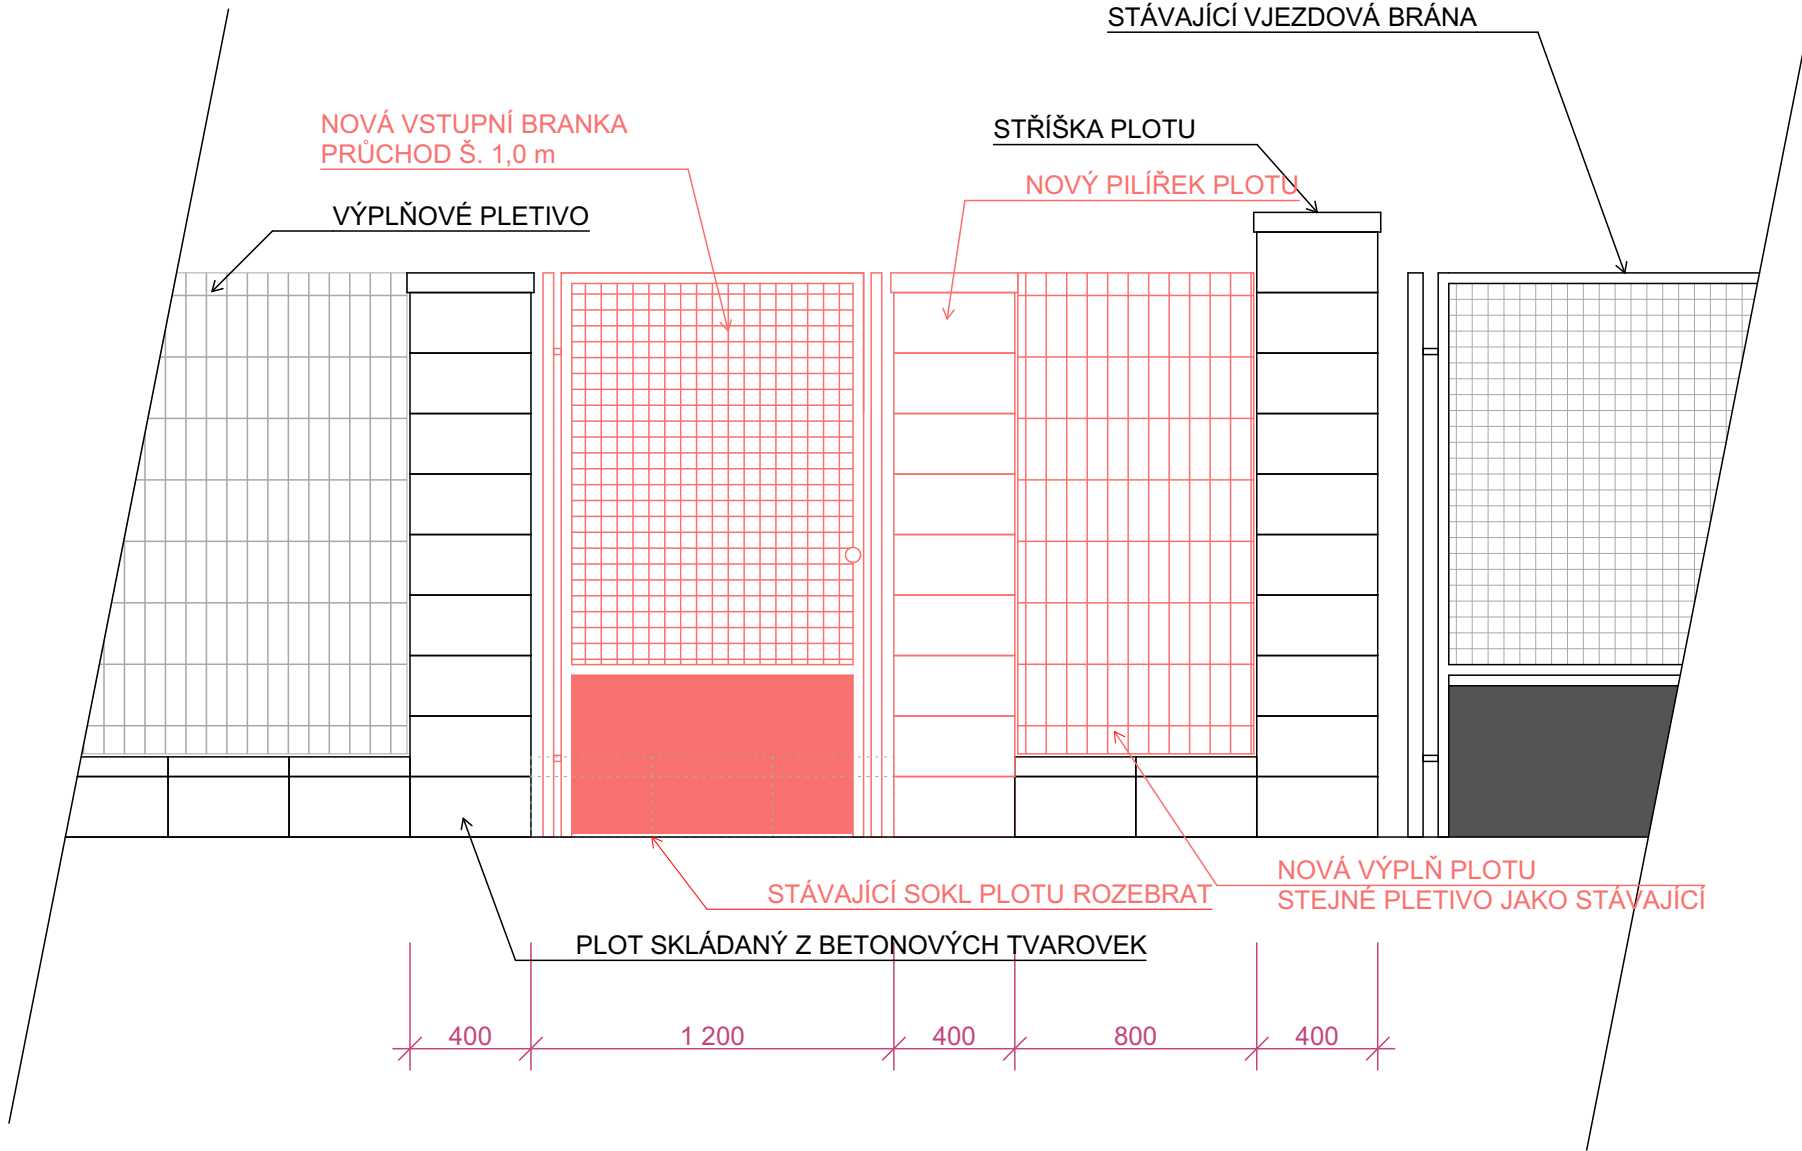 STÁVAJÍCÍ VJEZDOVÁ BRÁNA
NOVÁ VSTUPNÍ BRANKA
PRŮCHOD Š. 1,0 m
STŘÍŠKA PLOTU
NOVÝ PILÍŘEK PLOTU
VÝPLŇOVÉ PLETIVO
NOVÁ VÝPLŇ PLOTU
STEJNÉ PLETIVO JAKO STÁVAJÍCÍ
STÁVAJÍCÍ SOKL PLOTU ROZEBRAT
PLOT SKLÁDANÝ Z BETONOVÝCH TVAROVEK
400 1 200 400 800 400